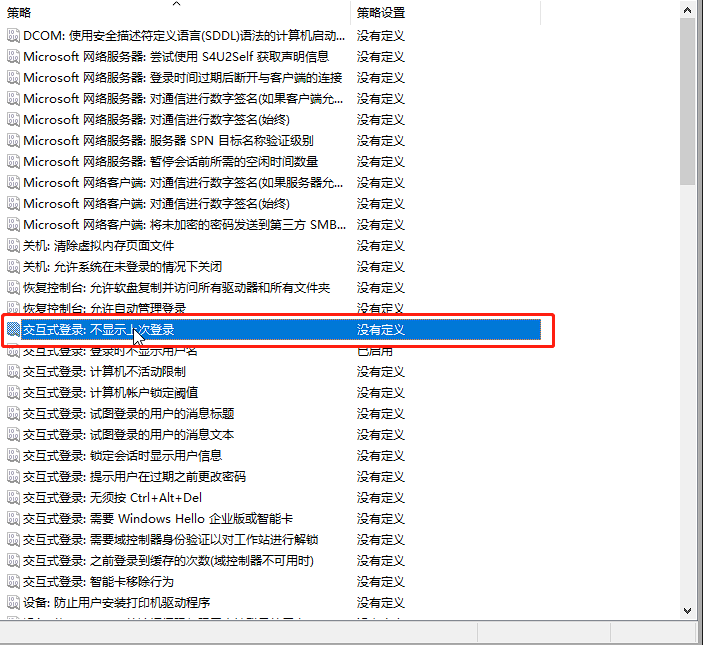 策略 策略设置
DCOM: 使用安全描述符定义语言(SDDL)语法的计算机启动... 没有定义
Microsoft 网络服务器: 尝试使用 S4U2Self 获取声明信息 没有定义
Microsoft 网络服务器: 登录时间过期后断开与客户端的连接 没有定义
Microsoft 网络服务器: 对通信进行数字签名(如果客户端允... 没有定义
Microsoft 网络服务器: 对通信进行数字签名(始终) 没有定义
Microsoft 网络服务器: 服务器 SPN 目标名称验证级别 没有定义
Microsoft 网络服务器: 暂停会话前所需的空闲时间数量 没有定义
Microsoft 网络客户端: 对通信进行数字签名(如果服务器允... 没有定义
Microsoft 网络客户端: 对通信进行数字签名(始终) 没有定义
Microsoft 网络客户端: 将未加密的密码发送到第三方 SMB... 没有定义
关机: 清除虚拟内存页面文件 没有定义
关机: 允许系统在未登录的情况下关闭 没有定义
恢复控制台: 允许软盘复制并访问所有驱动器和所有文件夹 没有定义
恢复控制台: 允许自动管理登录 没有定义
交互式登录: 不显示上次登录 没有定义
交互式登录: 登录时不显示用户名 已启用
交互式登录: 计算机不活动限制 没有定义
交互式登录: 计算机帐户锁定阈值 没有定义
交互式登录: 试图登录的用户的消息标题 没有定义
交互式登录: 试图登录的用户的消息文本 没有定义
交互式登录: 锁定会话时显示用户信息 没有定义
交互式登录: 提示用户在过期之前更改密码 没有定义
交互式登录: 无须按 Ctrl+Alt+Del 没有定义
交互式登录: 需要 Windows Hello 企业版或智能卡 没有定义
交互式登录: 需要域控制器身份验证以对工作站进行解锁 没有定义
交互式登录: 之前登录到缓存的次数(域控制器不可用时) 没有定义
交互式登录: 智能卡移除行为 没有定义
设备: 防止用户安装打印机驱动程序 没有定义